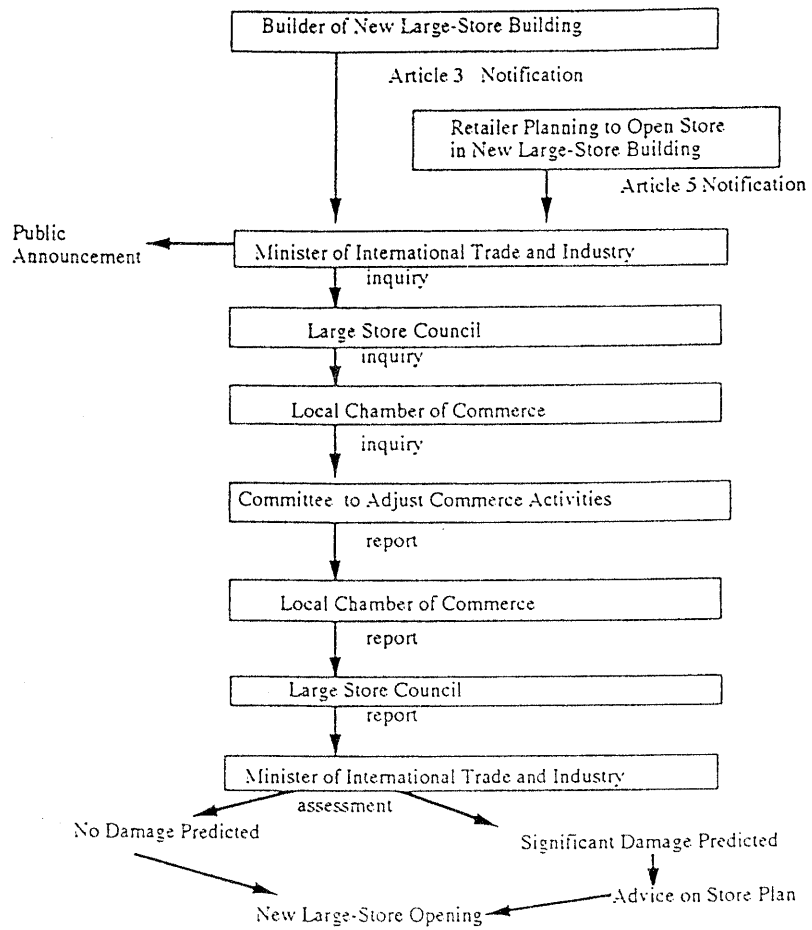 Builder of New Large-Store Building
Article 3 Notification
Retailer Planning to Open Store
in New Large-Store Building
Article 5 Notification
Public
Announcement
Minister of International Trade and Industry
inquiry
Large Store Council
inquiry
Local Chamber of Commerce
inquiry
Committee to Adjust Commerce Activities
report
Local Chamber of Commerce
report
Large Store Council
report
Minister of International Trade and Industry
assessment
No Damage Predicted
Significant Damage Predicted
Advice on Store Plan
New Large-Store Opening